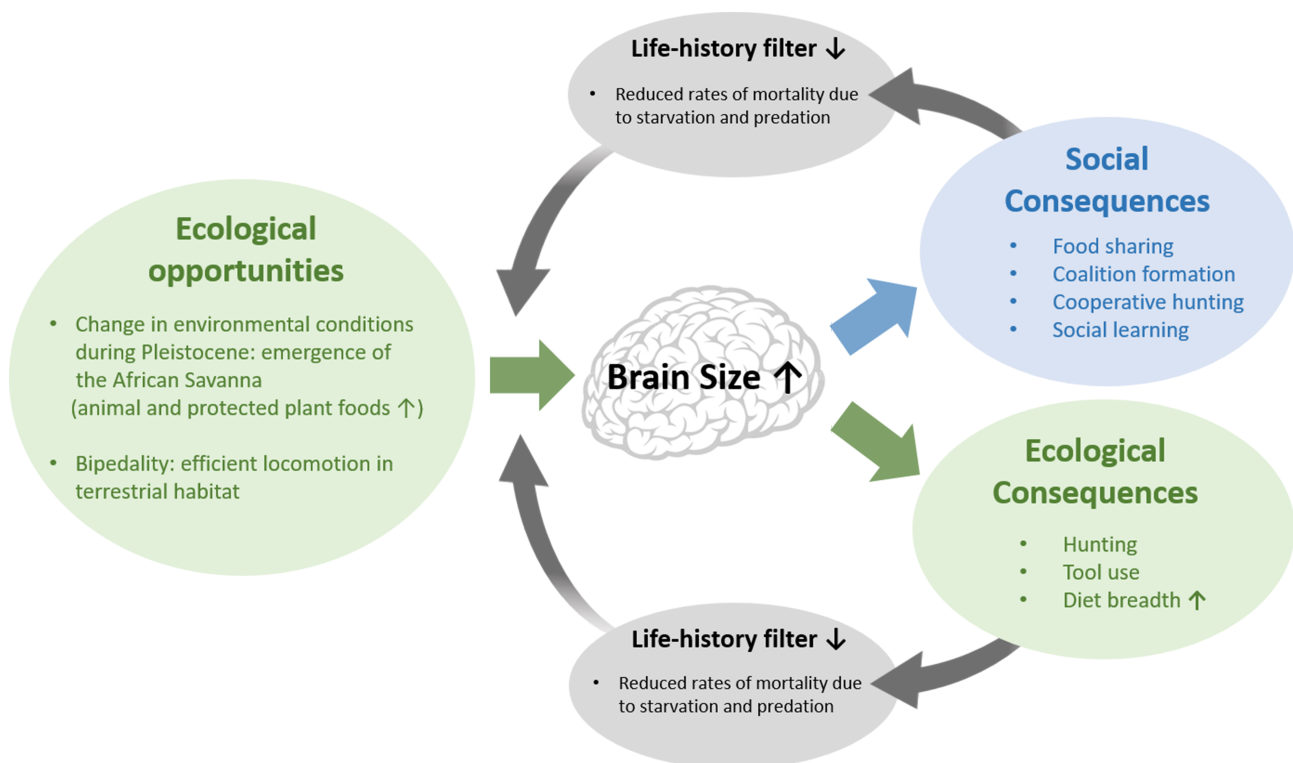 Life-history filter ↓
• Reduced rates of mortality due
to starvation and predation
Social
Consequences
• Food sharing
• Coalition formation
• Cooperative hunting
• Social learning
Ecological
opportunities
• Change in environmental conditions
during Pleistocene: emergence of
the African Savanna
(animal and protected plant foods ↑)
• Bipedality: efficient locomotion in
terrestrial habitat
Brain Size ↑
Ecological
Consequences
• Hunting
• Tool use
• Diet breadth ↑
Life-history filter ↓
• Reduced rates of mortality due
to starvation and predation